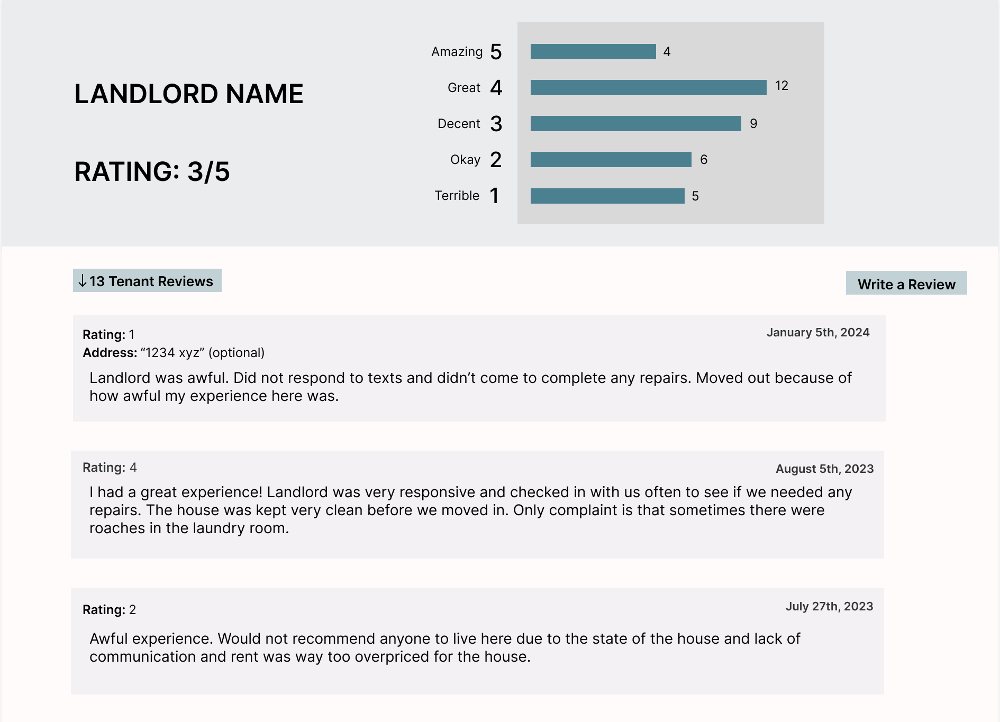 LANDLORD NAME
RATING: 3/5
Amazing 5 4
Great 4 12
Decent 3 9
Okay 2 6
Terrible 1 5
↓13 Tenant Reviews
Write a Review
Rating: 1
January 5th, 2024
Address: “1234 xyz” (optional)
Landlord was awful. Did not respond to texts and didn’t come to complete any repairs. Moved out because of
how awful my experience here was.
Rating: 4
August 5th, 2023
I had a great experience! Landlord was very responsive and checked in with us often to see if we needed any
repairs. The house was kept very clean before we moved in. Only complaint is that sometimes there were
roaches in the laundry room.
Rating: 2
July 27th, 2023
Awful experience. Would not recommend anyone to live here due to the state of the house and lack of
communication and rent was way too overpriced for the house.